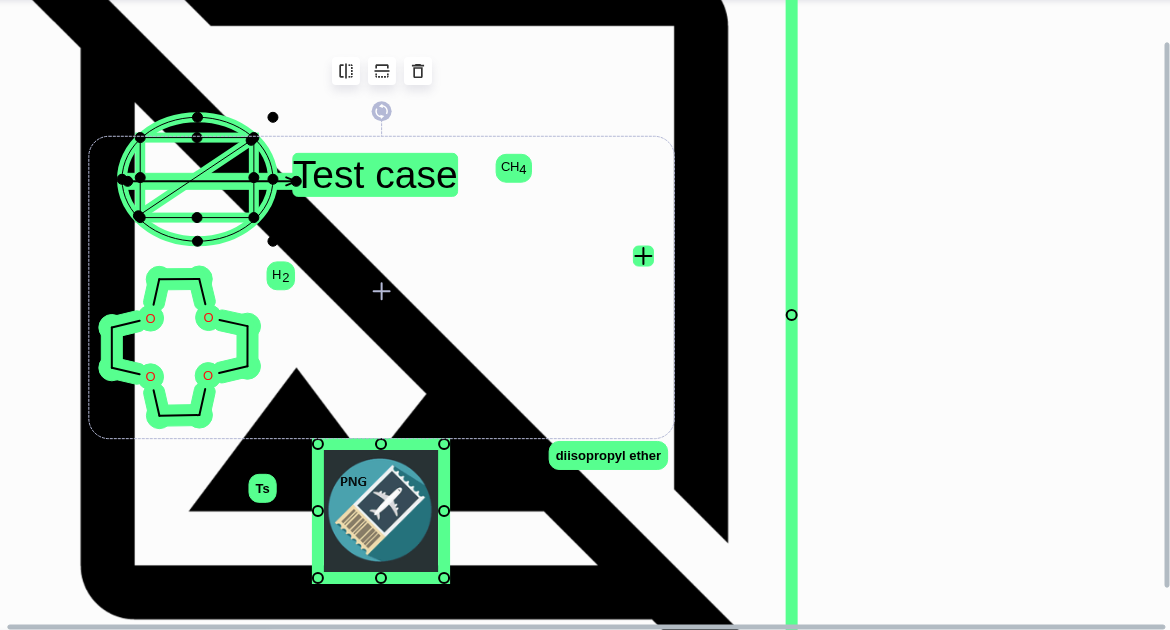 Test case
CH4
H2
O O
O O
diisopropyl ether
PNG
Ts